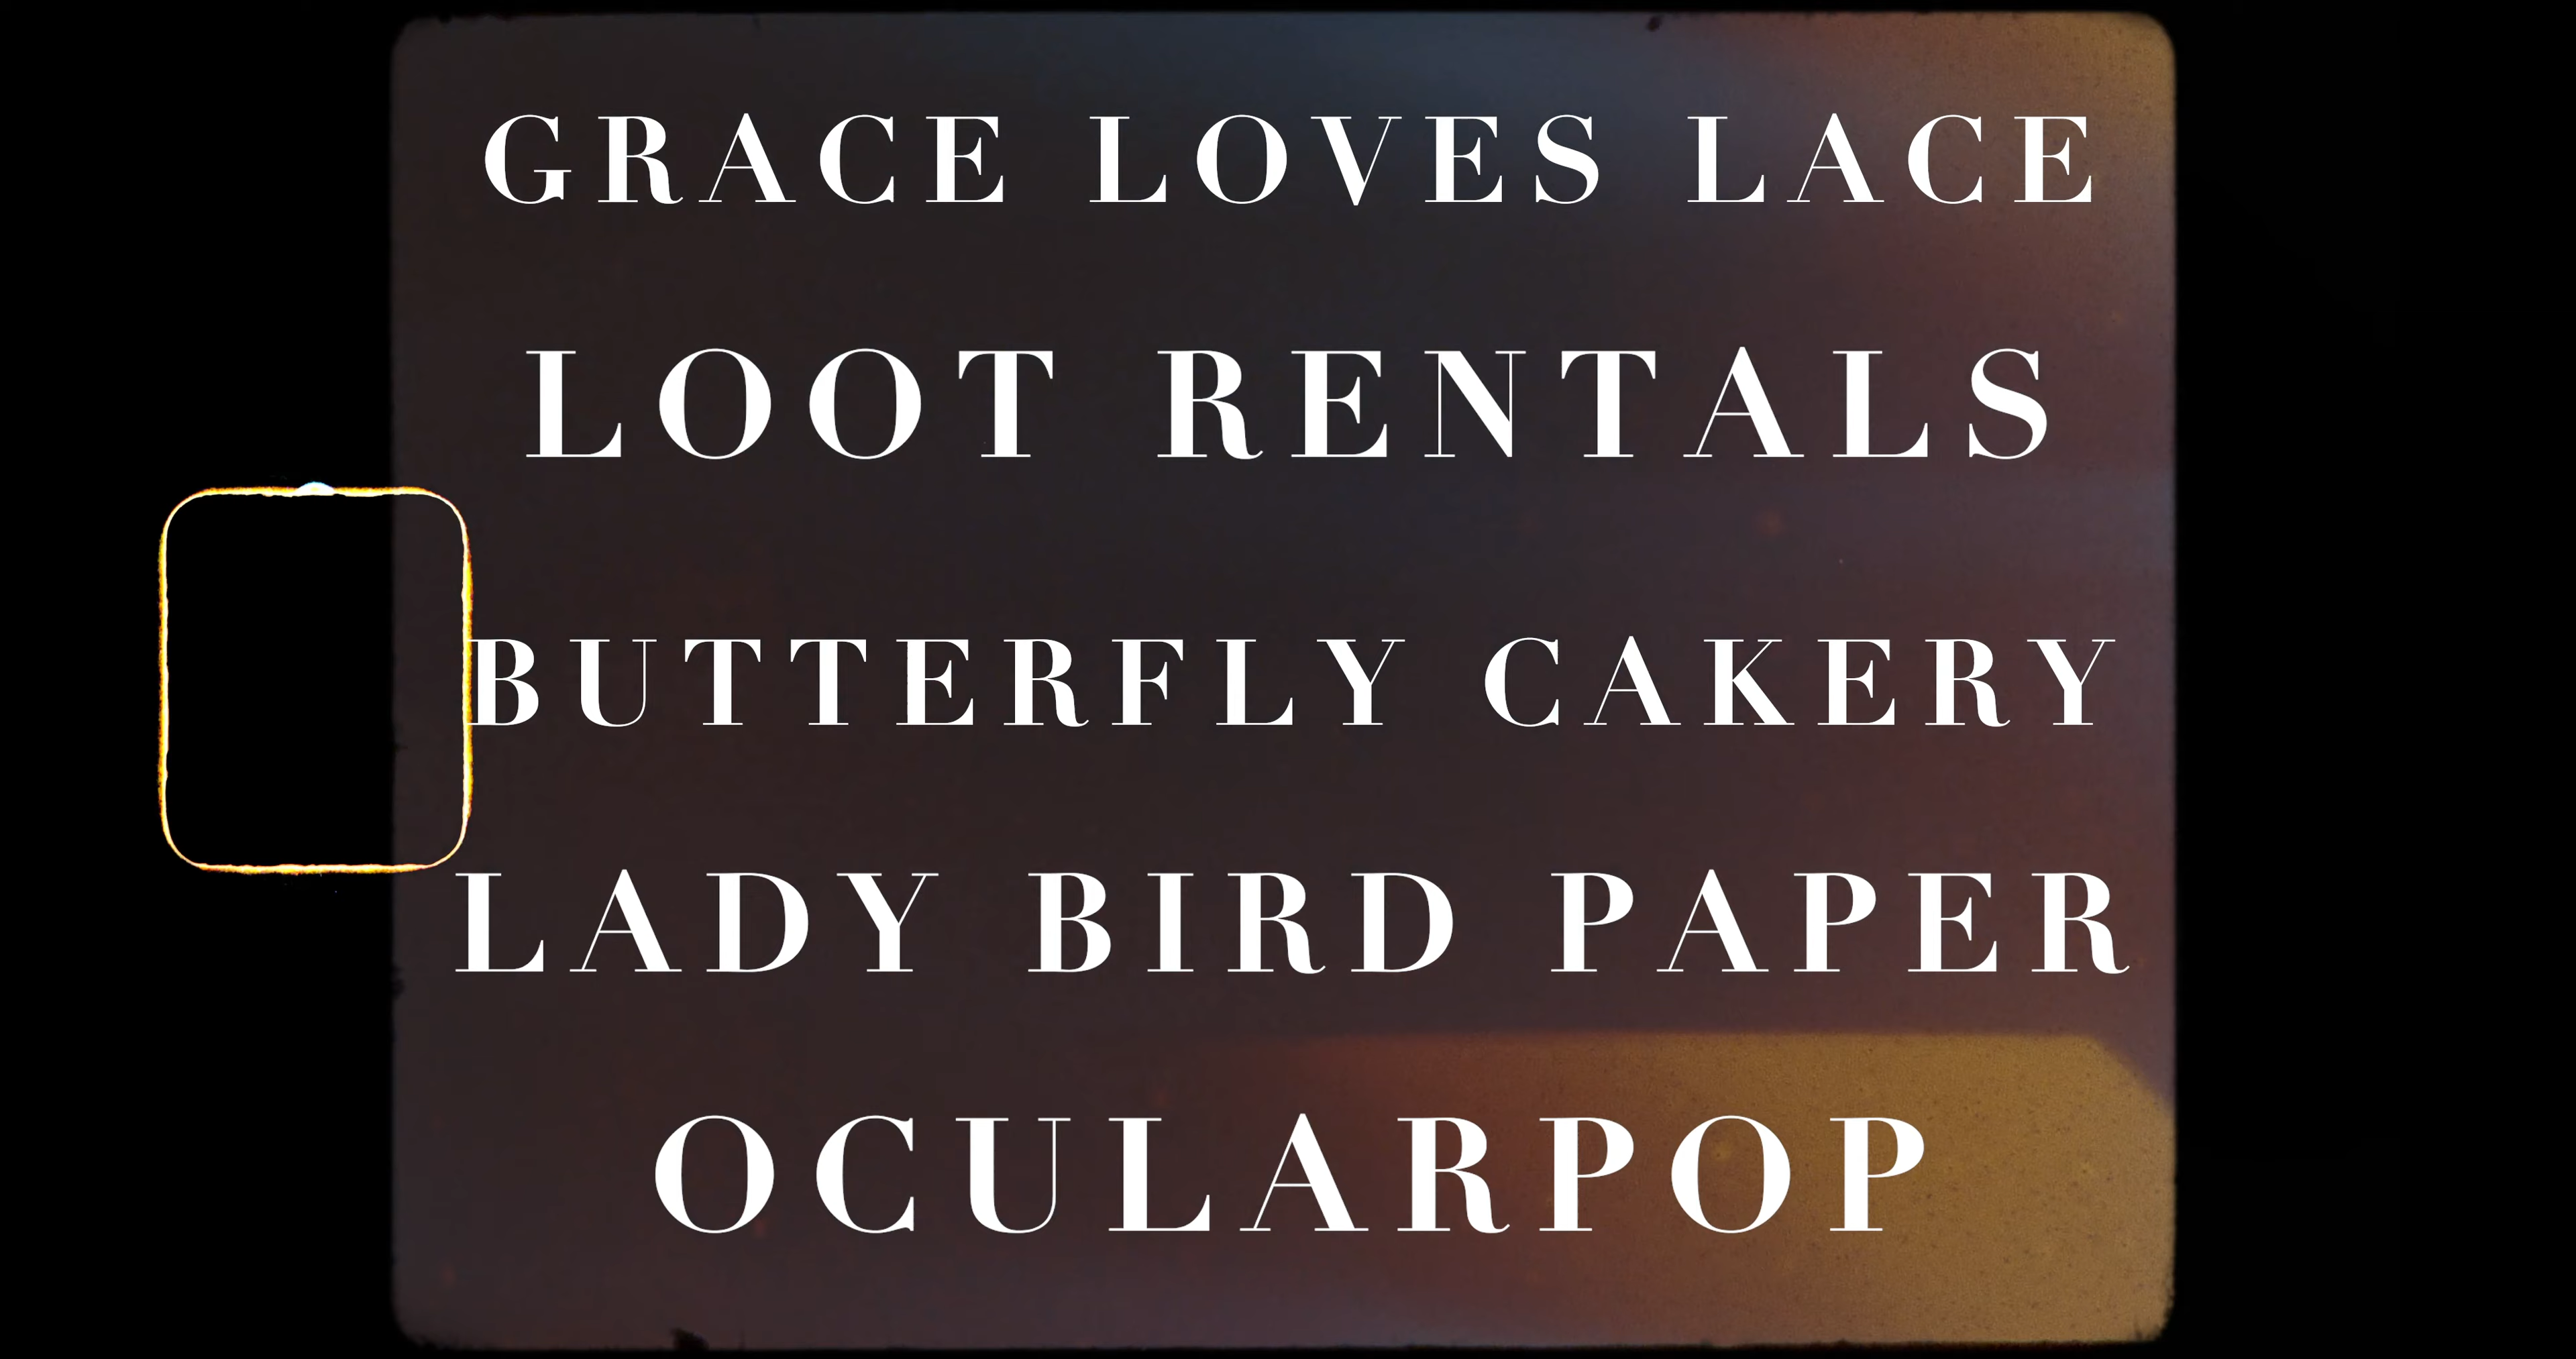 GRACE LOVES LACE
LOOT RENTALS
BUTTERFLY CAKERY
LADY BIRD PAPER
OCULARPOP